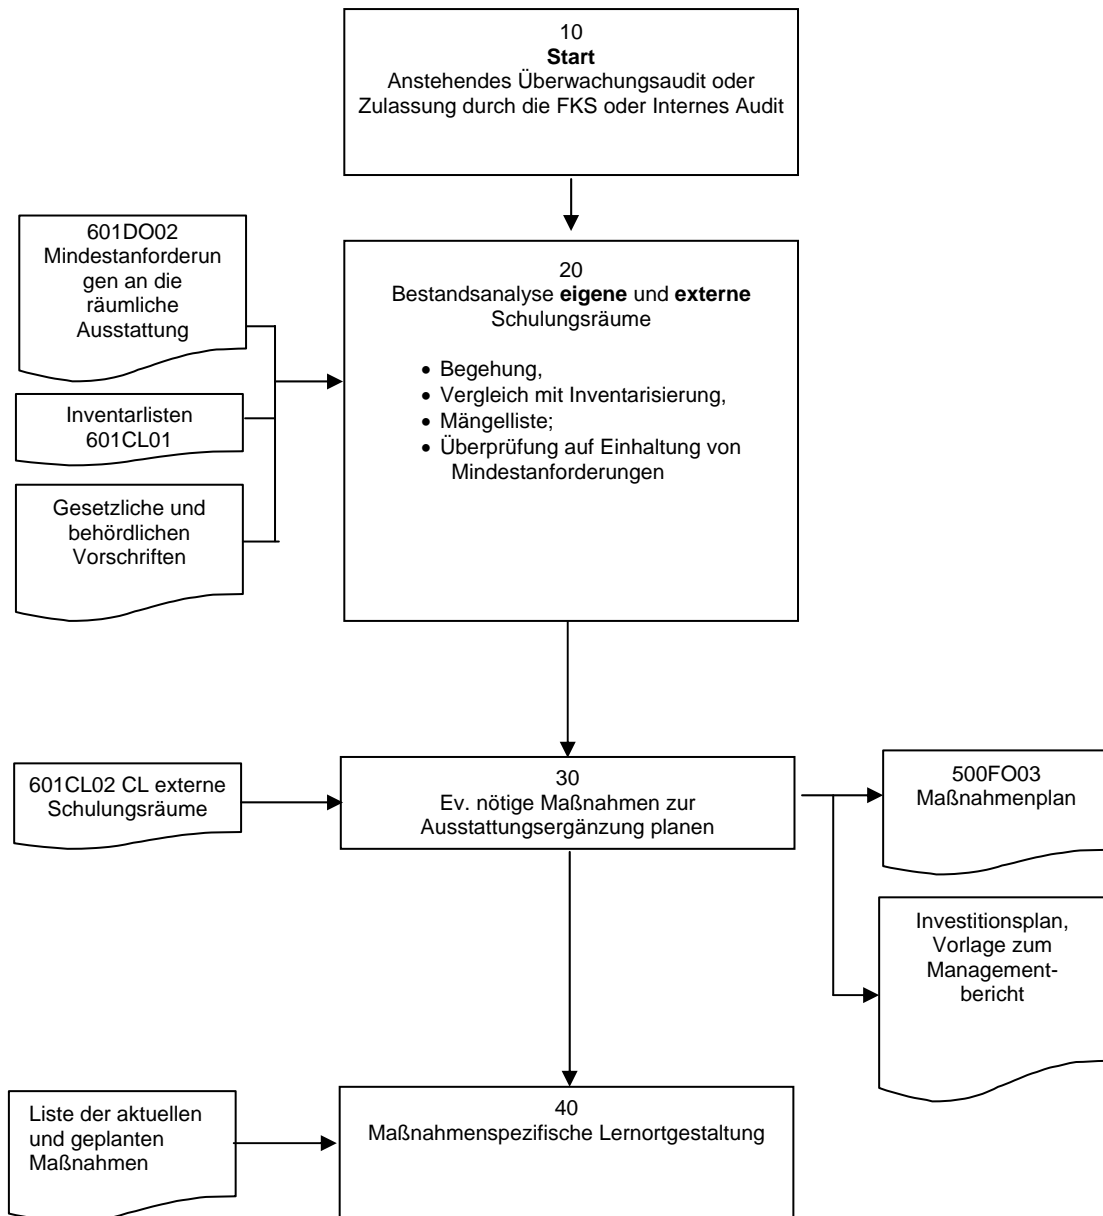 10
Start
Anstehendes Überwachungsaudit oder
Zulassung durch die FKS oder Internes Audit
601DO02
Mindestanforderun
gen an die
räumliche
Ausstattung
Inventarlisten
601CL01
Gesetzliche und
behördlichen
Vorschriften
20
Bestandsanalyse eigene und externe
Schulungsräume
• Begehung,
• Vergleich mit Inventarisierung,
• Mängelliste;
• Überprüfung auf Einhaltung von
Mindestanforderungen
601CL02 CL externe
Schulungsräume
30
Ev. nötige Maßnahmen zur
Ausstattungsergänzung planen
500FO03
Maßnahmenplan
Investitionsplan,
Vorlage zum
Management-
bericht
Liste der aktuellen
und geplanten
Maßnahmen
40
Maßnahmenspezifische Lernortgestaltung